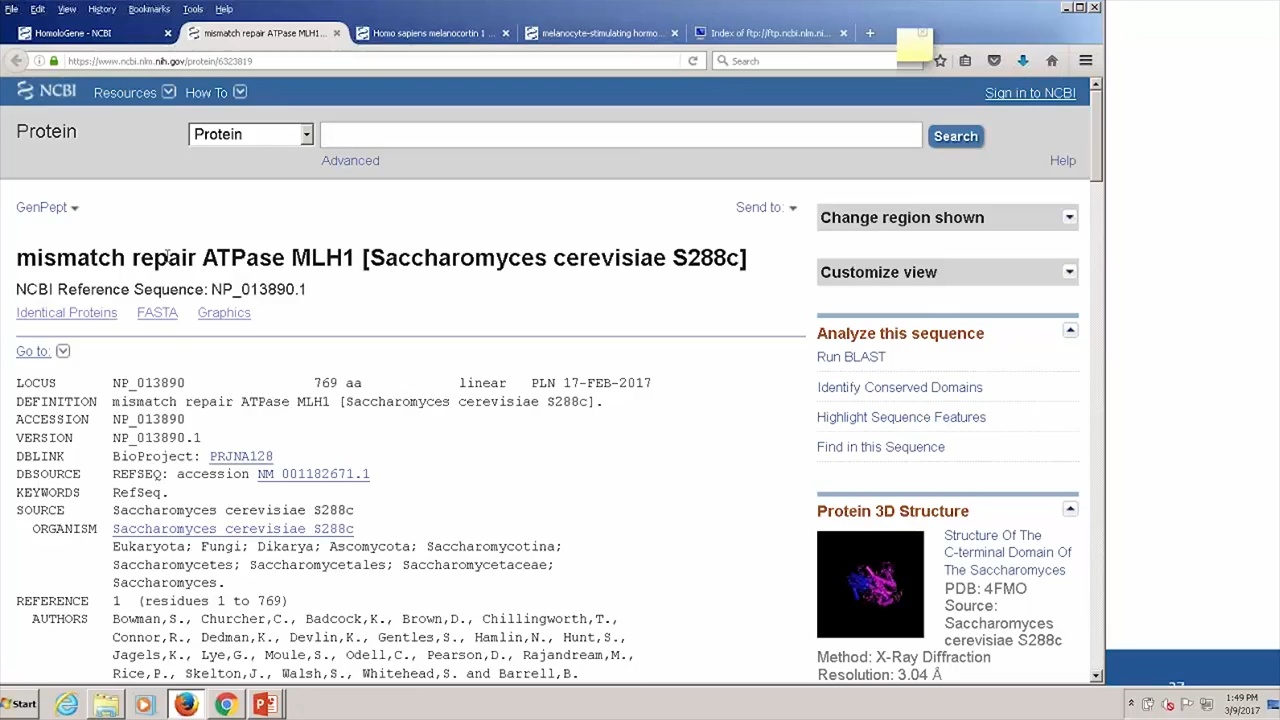 File Edit View History Bookmarks Tools Help
HomoloGene - NCBI
mismatch repair ATPase MLH1...
Homo sapiens melanocortin 1 ...
melanocyte-stimulating hormo...
Index of ftp://ftp.ncbi.nlm.ni...
https://www.ncbi.nlm.nih.gov/protein/6323819
Search
NCBI Resources How To
Sign in to NCBI
Protein
Protein
Search
Advanced
Help
GenPept
Send to:
mismatch repair ATPase MLH1 [Saccharomyces cerevisiae S288c]
NCBI Reference Sequence: NP_013890.1
Identical Proteins FASTA Graphics
Go to:
LOCUS NP_013890 769 aa linear PLN 17-FEB-2017
DEFINITION mismatch repair ATPase MLH1 [Saccharomyces cerevisiae S288c].
ACCESSION NP_013890
VERSION NP_013890.1
DBLINK BioProject: PRJNA128
DBSOURCE REFSEQ: accession NM_001182671.1
KEYWORDS RefSeq.
SOURCE Saccharomyces cerevisiae S288c
ORGANISM Saccharomyces cerevisiae S288c
Eukaryota; Fungi; Dikarya; Ascomycota; Saccharomycotina;
Saccharomycetes; Saccharomycetales; Saccharomycetaceae;
Saccharomyces.
REFERENCE 1 (residues 1 to 769)
AUTHORS Bowman,S., Churcher,C., Badcock,K., Brown,D., Chillingworth,T.,
Connor,R., Dedman,K., Devlin,K., Gentles,S., Hamlin,N., Hunt,S.,
Jagels,K., Lye,G., Moule,S., Odell,C., Pearson,D., Rajandream,M.,
Rice,P., Skelton,J., Walsh,S., Whitehead,S. and Barrell,B.
Change region shown
Customize view
Analyze this sequence
Run BLAST
Identify Conserved Domains
Highlight Sequence Features
Find in this Sequence
Protein 3D Structure
Structure Of The
C-terminal Domain Of
The Saccharomyces
PDB: 4FMO
Source:
Saccharomyces
cerevisiae S288c
Method: X-Ray Diffraction
Resolution: 3.04 Å
Start
1:49 PM
3/9/2017